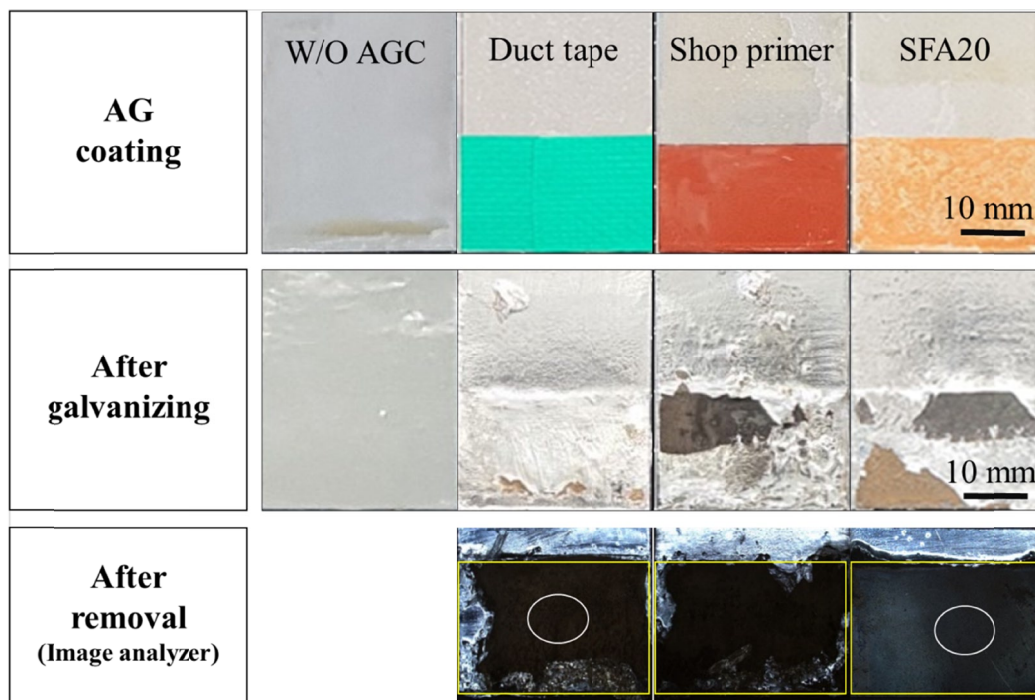 AG
coating
W/O AGC
Duct tape
Shop primer
SFA20
10 mm
After
galvanizing
10 mm
After
removal
(Image analyzer)